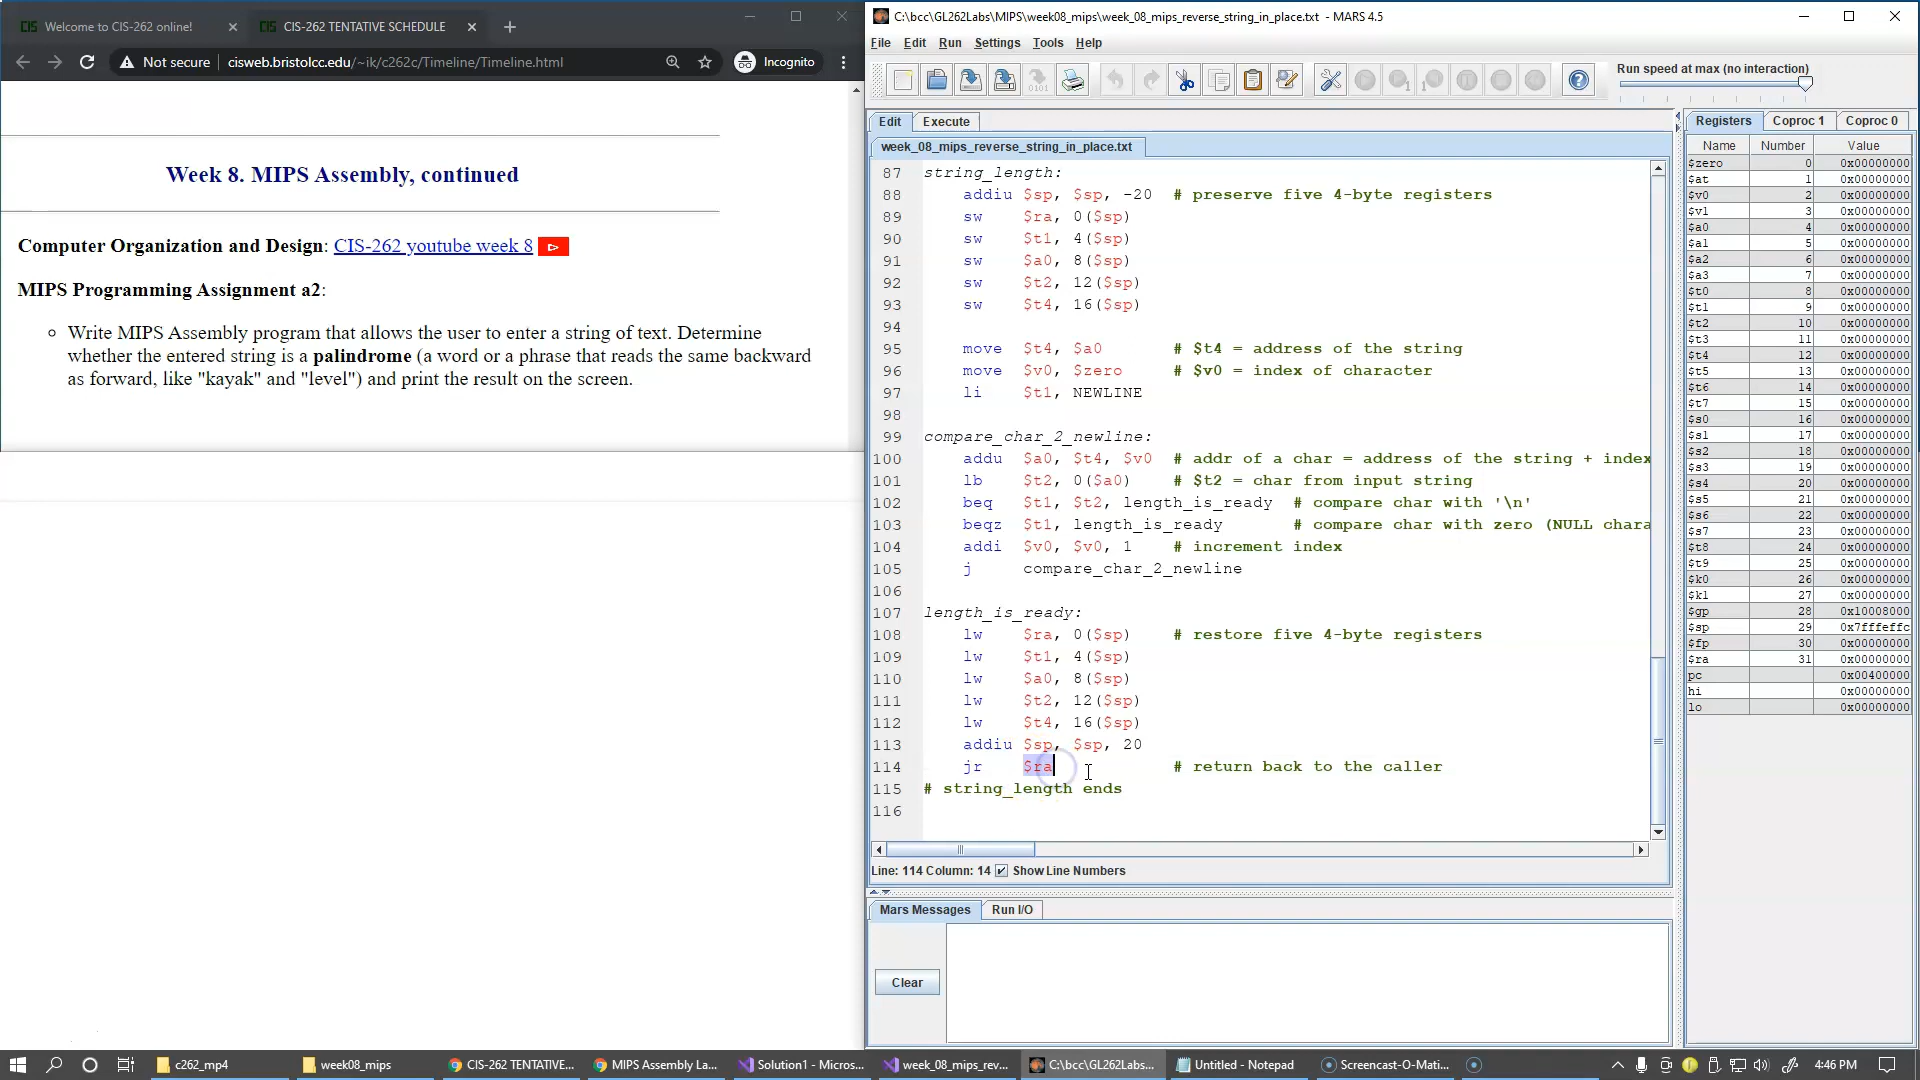 Welcome to CIS-262 online!
CIS-262 TENTATIVE SCHEDULE
Not secure
cisweb.bristolcc.edu/~ik/c262c/Timeline/Timeline.html
Incognito
Week 8. MIPS Assembly, continued
Computer Organization and Design: CIS-262 youtube week 8
MIPS Programming Assignment a2:
Write MIPS Assembly program that allows the user to enter a string of text. Determine
whether the entered string is a palindrome (a word or a phrase that reads the same backward
as forward, like "kayak" and "level") and print the result on the screen.
C:\bcc\GL262Labs\MIPS\week08_mips\week_08_mips_reverse_string_in_place.txt - MARS 4.5
File Edit Run Settings Tools Help
Run speed at max (no interaction)
Edit Execute
week_08_mips_reverse_string_in_place.txt
87 string_length:
88 addiu $sp, $sp, -20 # preserve five 4-byte registers
89 sw $ra, 0($sp)
90 sw $t1, 4($sp)
91 sw $a0, 8($sp)
92 sw $t2, 12($sp)
93 sw $t4, 16($sp)
94
95 move $t4, $a0 # $t4 = address of the string
96 move $v0, $zero # $v0 = index of character
97 li $t1, NEWLINE
98
99 compare_char_2_newline:
100 addu $a0, $t4, $v0 # addr of a char = address of the string + index
101 lb $t2, 0($a0) # $t2 = char from input string
102 beq $t1, $t2, length_is_ready # compare char with '\n'
103 beqz $t1, length_is_ready # compare char with zero (NULL chara
104 addi $v0, $v0, 1 # increment index
105 j compare_char_2_newline
106
107 length_is_ready:
108 lw $ra, 0($sp) # restore five 4-byte registers
109 lw $t1, 4($sp)
110 lw $a0, 8($sp)
111 lw $t2, 12($sp)
112 lw $t4, 16($sp)
113 addiu $sp, $sp, 20
114 jr $ra # return back to the caller
115 # string_length ends
116
Line: 114 Column: 14 Show Line Numbers
Mars Messages Run I/O
Clear
Registers Coproc 1 Coproc 0
Name Number Value
$zero 0 0x00000000
$at 1 0x00000000
$v0 2 0x00000000
$v1 3 0x00000000
$a0 4 0x00000000
$a1 5 0x00000000
$a2 6 0x00000000
$a3 7 0x00000000
$t0 8 0x00000000
$t1 9 0x00000000
$t2 10 0x00000000
$t3 11 0x00000000
$t4 12 0x00000000
$t5 13 0x00000000
$t6 14 0x00000000
$t7 15 0x00000000
$s0 16 0x00000000
$s1 17 0x00000000
$s2 18 0x00000000
$s3 19 0x00000000
$s4 20 0x00000000
$s5 21 0x00000000
$s6 22 0x00000000
$s7 23 0x00000000
$t8 24 0x00000000
$t9 25 0x00000000
$k0 26 0x00000000
$k1 27 0x00000000
$gp 28 0x10008000
$sp 29 0x7fffeffc
$fp 30 0x00000000
$ra 31 0x00000000
pc 0x00400000
hi 0x00000000
lo 0x00000000
c262_mp4
week08_mips
CIS-262 TENTATIVE...
MIPS Assembly La...
Solution1 - Micros...
week_08_mips_rev...
C:\bcc\GL262Labs...
Untitled - Notepad
Screencast-O-Mati...
4:46 PM